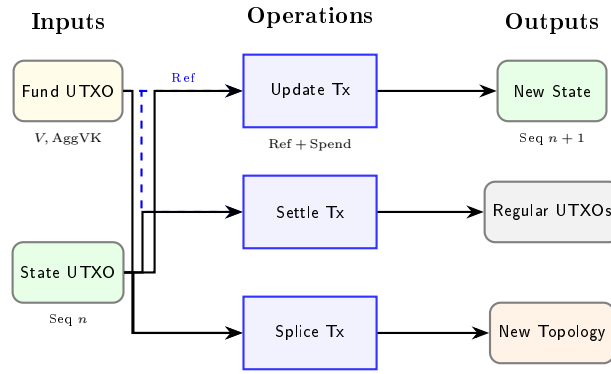 Inputs
Operations
Outputs
Fund UTXO
Ref
Update Tx
New State
V, AggVK
Ref + Spend
Seq n + 1
Settle Tx
Regular UTXOs
State UTXO
Seq n
Splice Tx
New Topology